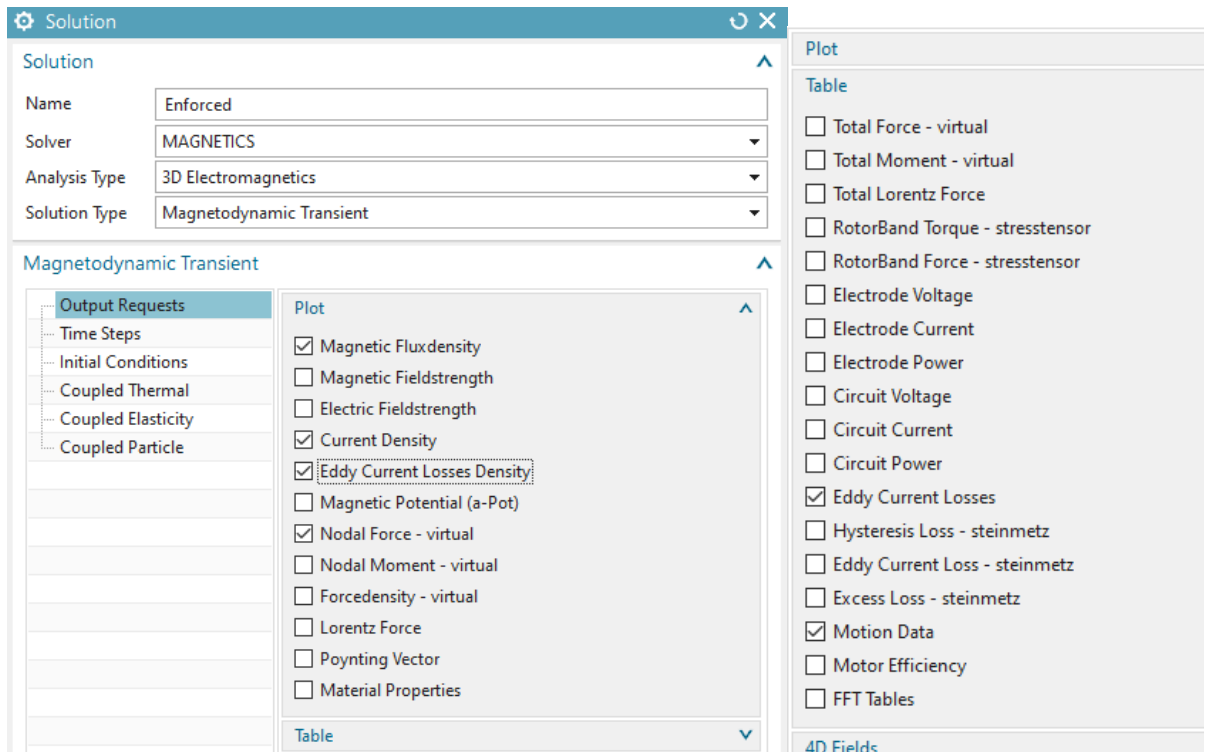 Solution
Solution
Name Enforced
Solver MAGNETICS
Analysis Type 3D Electromagnetics
Solution Type Magnetodynamic Transient
Magnetodynamic Transient
Output Requests
Time Steps
Initial Conditions
Coupled Thermal
Coupled Elasticity
Coupled Particle
Plot
Magnetic Fluxdensity
Magnetic Fieldstrength
Electric Fieldstrength
Current Density
Eddy Current Losses Density
Magnetic Potential (a-Pot)
Nodal Force - virtual
Nodal Moment - virtual
Forcedensity - virtual
Lorentz Force
Poynting Vector
Material Properties
Table
Plot
Table
Total Force - virtual
Total Moment - virtual
Total Lorentz Force
RotorBand Torque - stresstensor
RotorBand Force - stresstensor
Electrode Voltage
Electrode Current
Electrode Power
Circuit Voltage
Circuit Current
Circuit Power
Eddy Current Losses
Hysteresis Loss - steinmetz
Eddy Current Loss - steinmetz
Excess Loss - steinmetz
Motion Data
Motor Efficiency
FFT Tables
4D Fields